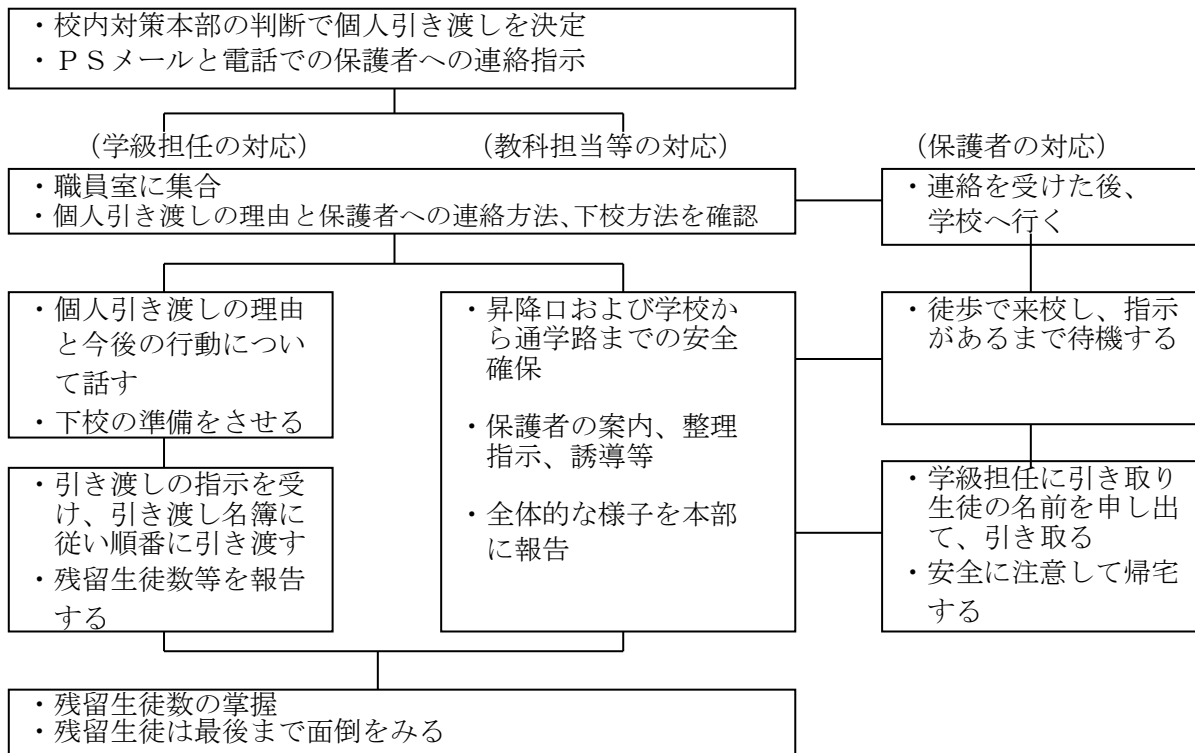 ・校内対策本部の判断で個人引き渡しを決定
・ＰＳメールと電話での保護者への連絡指示
（学級担任の対応）
（教科担当等の対応）
（保護者の対応）
・職員室に集合
・個人引き渡しの理由と保護者への連絡方法､下校方法を確認
・連絡を受けた後、
学校へ行く
・個人引き渡しの理由
と今後の行動につい
て話す
・下校の準備をさせる
・昇降口および学校か
ら通学路までの安全
確保
・保護者の案内、整理
指示、誘導等
・全体的な様子を本部
に報告
・徒歩で来校し、指示
があるまで待機する
・引き渡しの指示を受
け、引き渡し名簿に
従い順番に引き渡す
・残留生徒数等を報告
する
・学級担任に引き取り
生徒の名前を申し出
て、引き取る
・安全に注意して帰宅
する
・残留生徒数の掌握
・残留生徒は最後まで面倒をみる